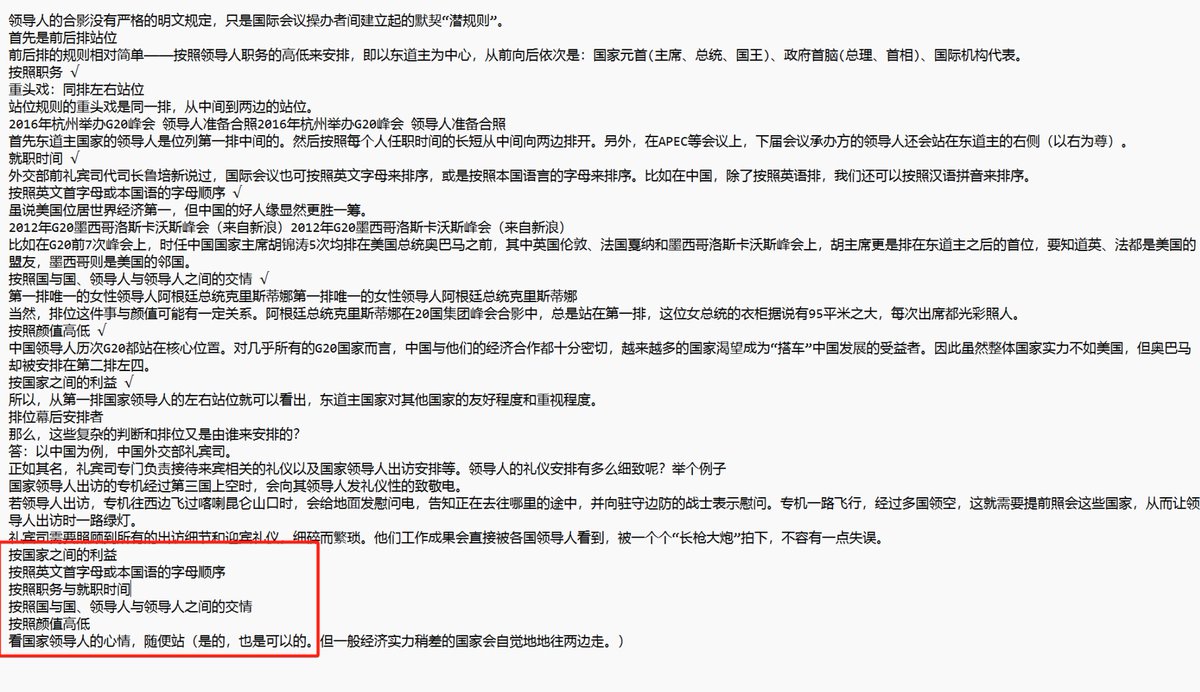 领导人的合影没有严格的明文规定，只是国际会议操办者间建立起的默契“潜规则”。
首先是前后排站位
前后排的规则相对简单——按照领导人职务的高低来安排，即以东道主为中心，从前向后依次是：国家元首(主席、总统、国王)、政府首脑(总理、首相)、国际机构代表。
按照职务 √
重头戏：同排左右站位
站位规则的重头戏是同一排，从中间到两边的站位。
2016年杭州举办G20峰会 领导人准备合照2016年杭州举办G20峰会 领导人准备合照
首先东道主国家的领导人是位列第一排中间的。然后按照每个人任职时间的长短从中间向两边排开。另外，在APEC等会议上，下届会议承办方的领导人还会站在东道主的右侧（以右为尊）。
就职时间 √
外交部前礼宾司代司长鲁培新说过，国际会议也可按照英文字母来排序，或是按照本国语言的字母来排序。比如在中国，除了按照英语排，我们还可以按照汉语拼音来排序。
按照英文首字母或本国语的字母顺序 √
虽说美国位居世界经济第一，但中国的好人缘显然更胜一筹。
2012年G20墨西哥洛斯卡沃斯峰会（来自新浪）2012年G20墨西哥洛斯卡沃斯峰会（来自新浪）
比如在G20前7次峰会上，时任中国国家主席胡锦涛5次均排在美国总统奥巴马之前，其中英国伦敦、法国戛纳和墨西哥洛斯卡沃斯峰会上，胡主席更是排在东道主之后的首位，要知道英、法都是美国的
盟友，墨西哥则是美国的邻国。
按照国与国、领导人与领导人之间的交情 √
第一排唯一的女性领导人阿根廷总统克里斯蒂娜第一排唯一的女性领导人阿根廷总统克里斯蒂娜
当然，排位这件事与颜值可能有一定关系。阿根廷总统克里斯蒂娜在20国集团峰会合影中，总是站在第一排，这位女总统的衣柜据说有95平米之大，每次出席都光彩照人。
按照颜值高低 √
中国领导人历次G20都站在核心位置。对几乎所有的G20国家而言，中国与他们的经济合作都十分密切，越来越多的国家渴望成为“搭车”中国发展的受益者。因此虽然整体国家实力不如美国，但奥巴马
却被安排在第二排左四。
按国家之间的利益 √
所以，从第一排国家领导人的左右站位就可以看出，东道主国家对其他国家的友好程度和重视程度。
排位幕后安排者
那么，这些复杂的判断和排位又是由谁来安排的？
答：以中国为例，中国外交部礼宾司。
正如其名，礼宾司专门负责接待来宾相关的礼仪以及国家领导人出访安排等。领导人的礼仪安排有多么细致呢？举个例子
国家领导人出访的专机经过第三国上空时，会向其领导人发礼仪性的致敬电。
若领导人出访，专机往西边飞过喀喇昆仑山口时，会给地面发慰问电，告知正在去往哪里的途中，并向驻守边防的战士表示慰问。专机一路飞行，经过多国领空，这就需要提前照会这些国家，从而让领
导人出访时一路绿灯。
礼宾司需要照顾到所有的出访细节和迎宾礼仪，细碎而繁琐。他们工作成果会直接被各国领导人看到，被一个个“长枪大炮”拍下，不容有一点失误。
按国家之间的利益
按照英文首字母或本国语的字母顺序
按照职务与就职时间
按照国与国、领导人与领导人之间的交情
按照颜值高低
看国家领导人的心情，随便站（是的，也是可以的。但一般经济实力稍差的国家会自觉地地往两边走。）